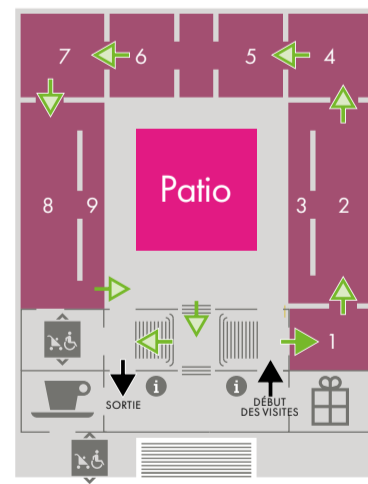 7 6 5 4
Patio
8 9 3 2
1
i i
SORTIE
DÉBUT
DES VISITES